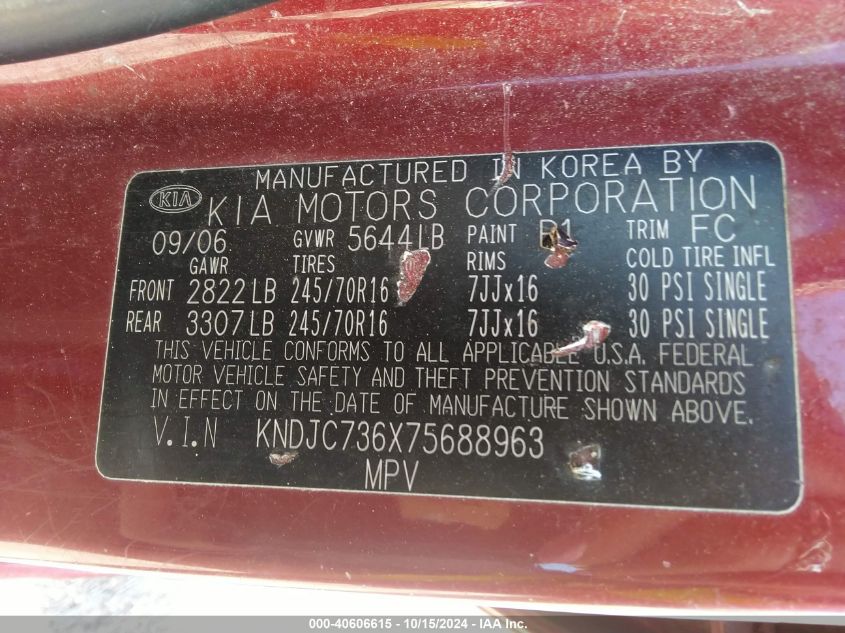 MANUFACTURED IN KOREA BY
KIA KIA MOTORS CORPORATION
09/06 GVWR 5644LB PAINT TRIM FC
GAWR TIRES RIMS COLD TIRE INFL
FRONT 2822LB 245/70R16 7JJx16 30 PSI SINGLE
REAR 3307LB 245/70R16 7JJx16 30 PSI SINGLE
THIS VEHICLE CONFORMS TO ALL APPLICABLE U.S.A. FEDERAL
MOTOR VEHICLE SAFETY AND THEFT PREVENTION STANDARDS
IN EFFECT ON THE DATE OF MANUFACTURE SHOWN ABOVE.
V.I.N KNDJC736X75688963
MPV
000-40606615 - 10/15/2024 - IAA Inc.